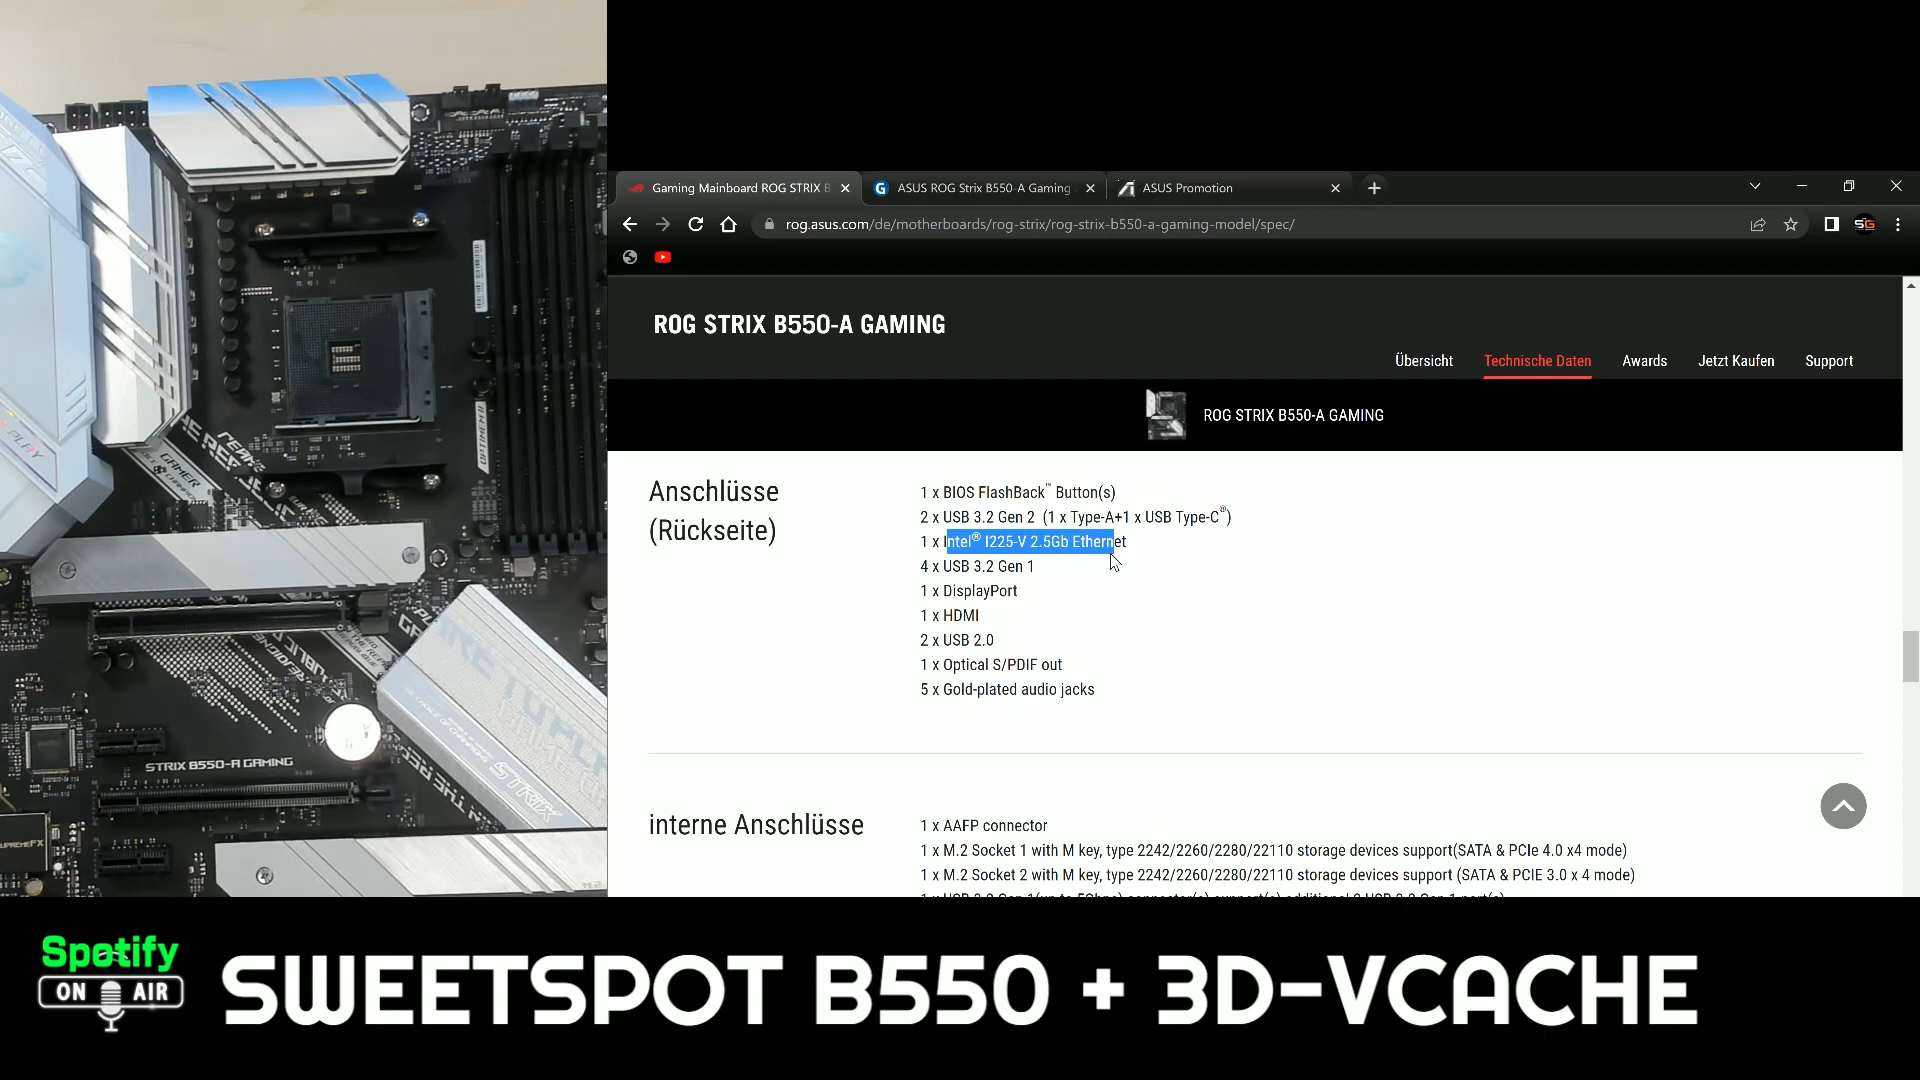 Gaming Mainboard ROG STRIX B
ASUS ROG Strix B550-A Gaming
ASUS Promotion
rog.asus.com/de/motherboards/rog-strix/rog-strix-b550-a-gaming-model/spec/
SG
ROG STRIX B550-A GAMING
Übersicht
Technische Daten
Awards
Jetzt Kaufen
Support
ROG STRIX B550-A GAMING
Anschlüsse
(Rückseite)
1 x BIOS FlashBack™ Button(s)
2 x USB 3.2 Gen 2 (1 x Type-A+1 x USB Type-C®)
1 x Intel® I225-V 2.5Gb Ethernet
4 x USB 3.2 Gen 1
1 x DisplayPort
1 x HDMI
2 x USB 2.0
1 x Optical S/PDIF out
5 x Gold-plated audio jacks
interne Anschlüsse
1 x AAFP connector
1 x M.2 Socket 1 with M key, type 2242/2260/2280/22110 storage devices support(SATA & PCIe 4.0 x4 mode)
1 x M.2 Socket 2 with M key, type 2242/2260/2280/22110 storage devices support (SATA & PCIE 3.0 x 4 mode)
PLAY
GAMER
OPTIMEM II
STRIX B550-A GAMING
STRIX
M.2
Spotify
ON AIR
SWEETSPOT B550 + 3D-VCACHE